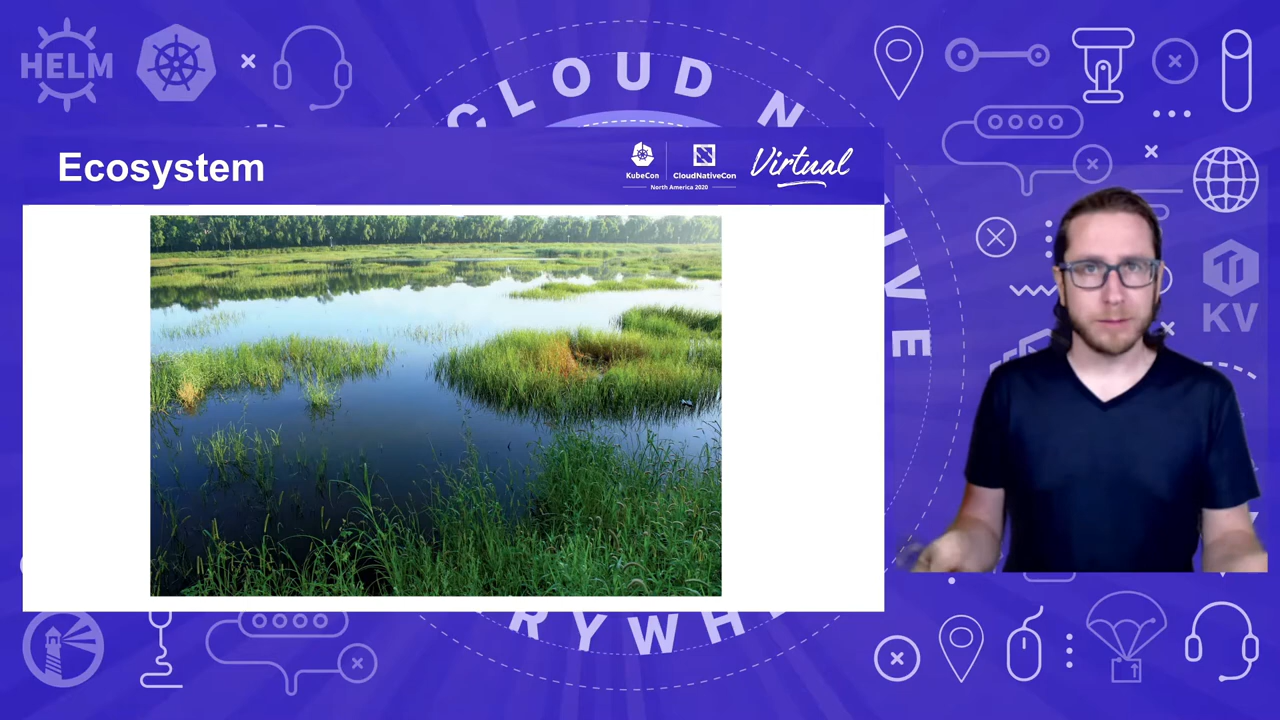 HELM
CLOUD N
Ecosystem
KubeCon
CloudNativeCon
North America 2020
Virtual
IVE
KV
RYWH